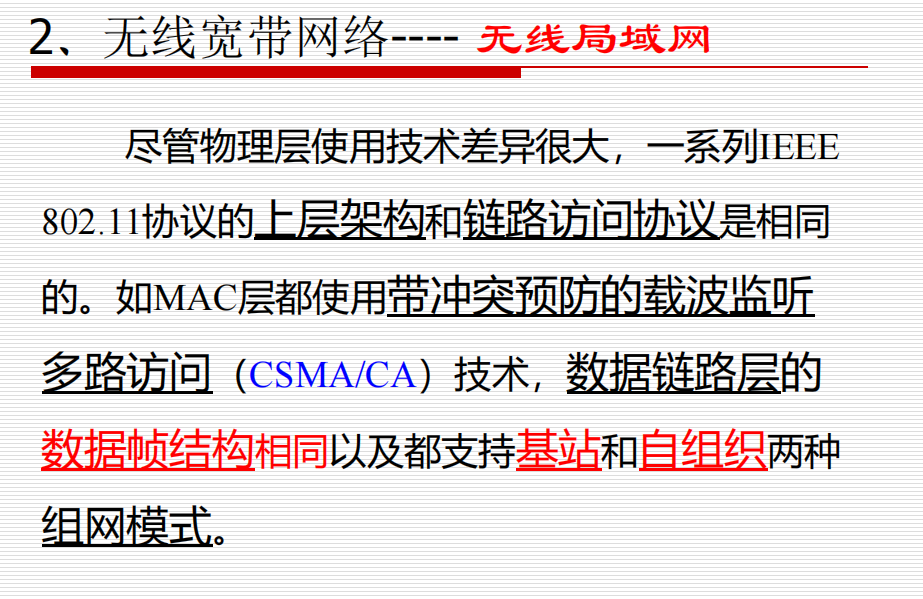 2、无线宽带网络---- 无线局域网
尽管物理层使用技术差异很大，一系列IEEE
802.11协议的上层架构和链路访问协议是相同
的。如MAC层都使用带冲突预防的载波监听
多路访问（CSMA/CA）技术，数据链路层的
数据帧结构相同以及都支持基站和自组织两种
组网模式。